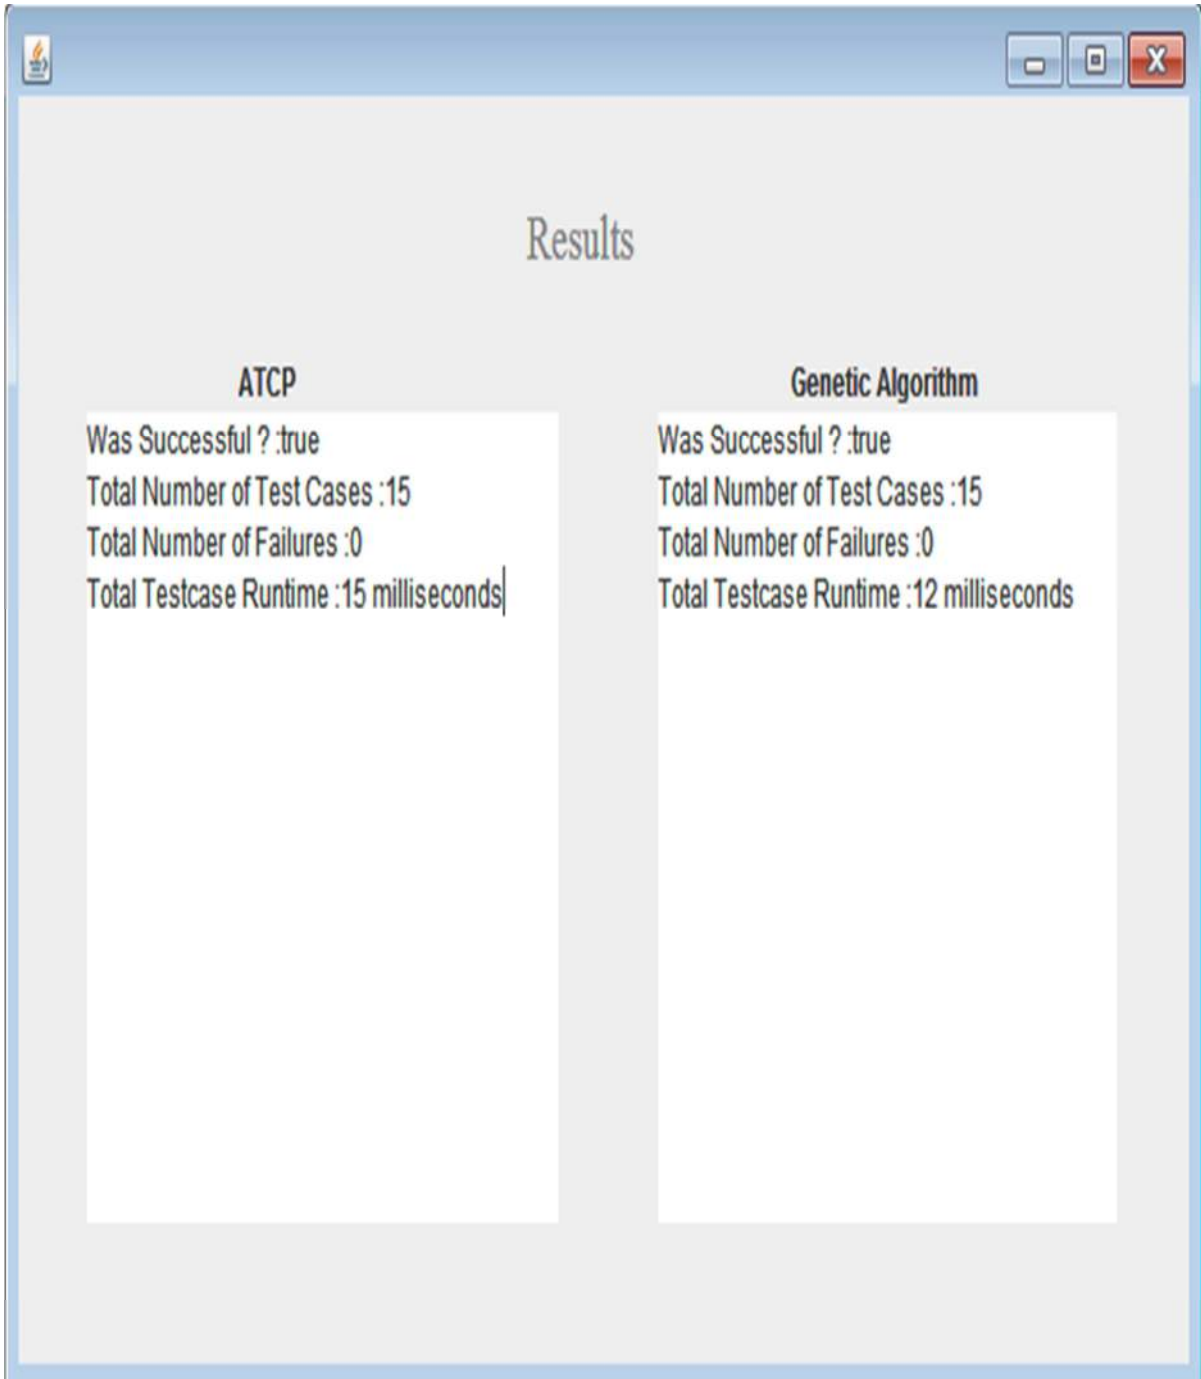 Results
ATCP
Was Successful ? :true
Total Number of Test Cases :15
Total Number of Failures :0
Total Testcase Runtime :15 milliseconds
Genetic Algorithm
Was Successful ? :true
Total Number of Test Cases :15
Total Number of Failures :0
Total Testcase Runtime :12 milliseconds